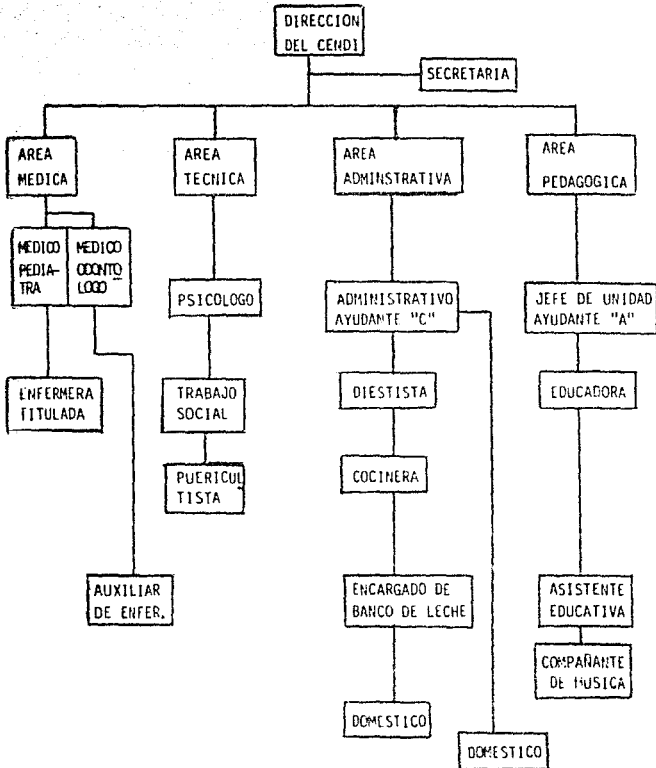 DIRECCION
DEL CENDI
SECRETARIA
AREA
MEDICA
AREA
TECNICA
AREA
ADMINSTRATIVA
AREA
PEDAGOGICA
MEDICO
PEDIA-
TRA
MEDICO
ODONTO
LOGO
PSICOLOGO
ADMINISTRATIVO
AYUDANTE "C"
JEFE DE UNIDAD
AYUDANTE "A"
ENFERMERA
TITULADA
TRABAJO
SOCIAL
DIESTISTA
EDUCADORA
PUERICUL
TISTA
COCINERA
AUXILIAR
DE ENFER.
ENCARGADO DE
BANCO DE LECHE
ASISTENTE
EDUCATIVA
COMPAÑANTE
DE MUSICA
DOMESTICO
DOMESTICO